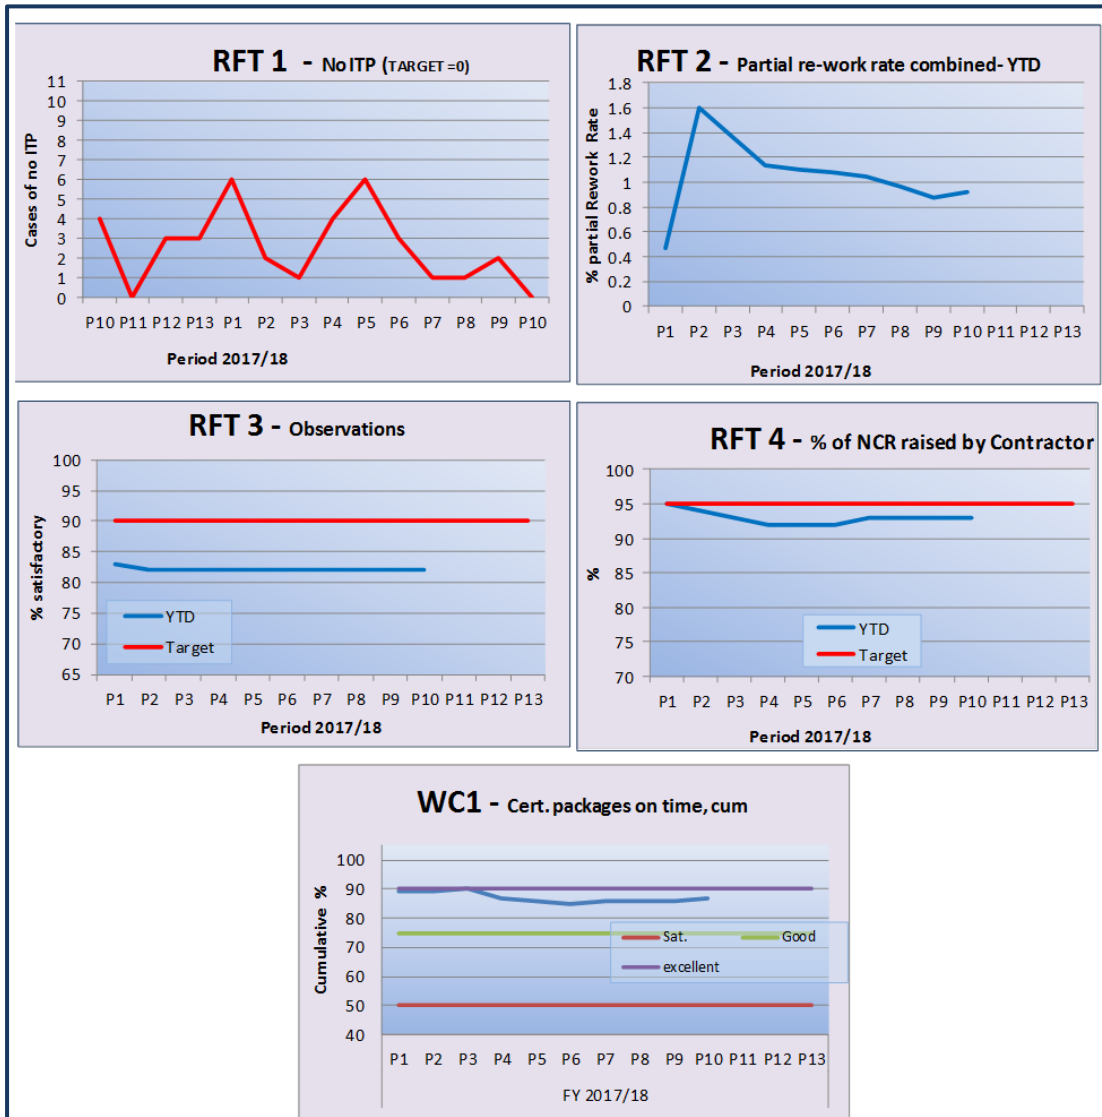 RFT 1 - No ITP (TARGET =0)
Cases of no ITP
11
10
9
8
7
6
5
4
3
2
1
0
P10 P11 P12 P13 P1 P2 P3 P4 P5 P6 P7 P8 P9 P10
Period 2017/18
RFT 2 - Partial re-work rate combined- YTD
% partial Rework Rate
1.8
1.6
1.4
1.2
1
0.8
0.6
0.4
0.2
0
P1 P2 P3 P4 P5 P6 P7 P8 P9 P10 P11 P12 P13
Period 2017/18
RFT 3 - Observations
% satisfactory
100
95
90
85
80
75
70
65
YTD
Target
P1 P2 P3 P4 P5 P6 P7 P8 P9 P10 P11 P12 P13
Period 2017/18
RFT 4 - % of NCR raised by Contractor
%
100
95
90
85
80
75
70
YTD
Target
P1 P2 P3 P4 P5 P6 P7 P8 P9 P10 P11 P12 P13
Period 2017/18
WC1 - Cert. packages on time, cum
Cumulative %
100
90
80
70
60
50
40
Sat. Good
excellent
P1 P2 P3 P4 P5 P6 P7 P8 P9 P10 P11 P12 P13
FY 2017/18